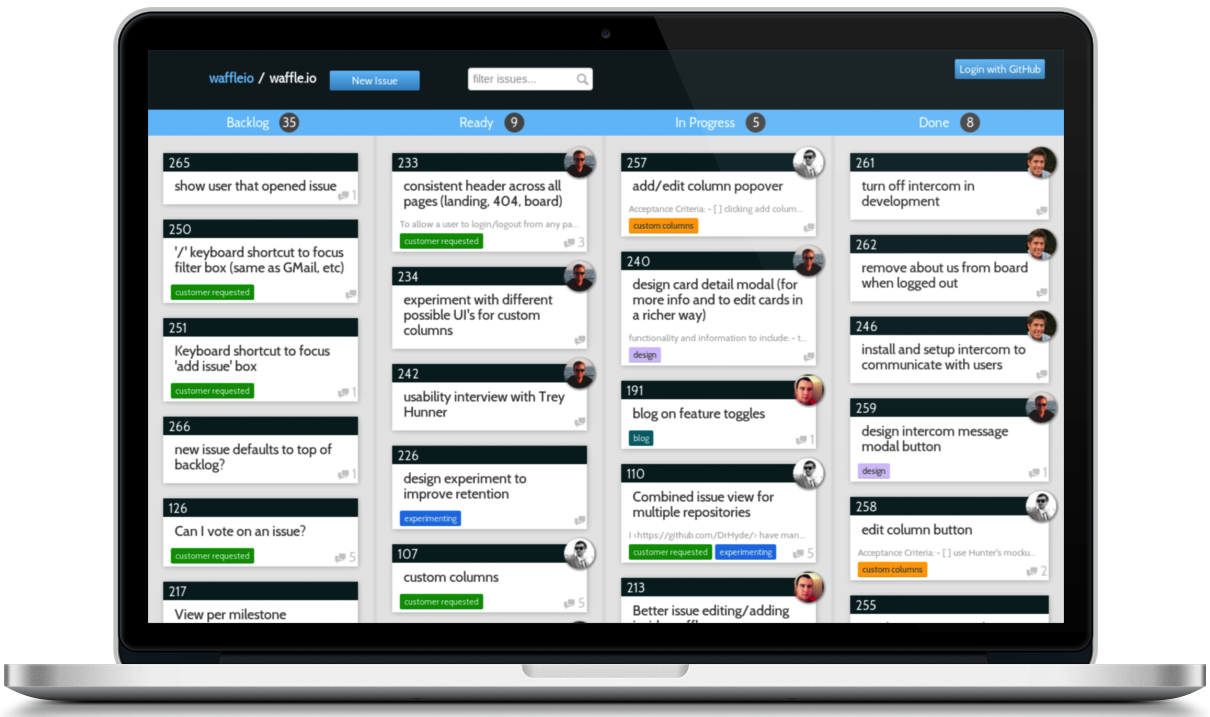 waffleio / waffle.io
New Issue
filter issues...
Login with GitHub
Backlog 35
265
show user that opened issue
1
250
'/' keyboard shortcut to focus
filter box (same as GMail, etc)
customer requested
251
Keyboard shortcut to focus
'add issue' box
customer requested
1
266
new issue defaults to top of
backlog?
1
126
Can I vote on an issue?
customer requested
5
217
View per milestone
Ready 9
233
consistent header across all
pages (landing, 404, board)
To allow a user to login/logout from any pa...
customer requested
3
234
experiment with different
possible UI's for custom
columns
242
usability interview with Trey
Hunner
226
design experiment to
improve retention
experimenting
107
custom columns
customer requested
5
In Progress 5
257
add/edit column popover
Acceptance Criteria: - [ ] clicking add colum...
custom columns
240
design card detail modal (for
more info and to edit cards in
a richer way)
functionality and information to include: - t...
design
191
blog on feature toggles
blog
1
110
Combined issue view for
multiple repositories
I <https://github.com/DrHyde/> have man...
customer requested experimenting
5
213
Better issue editing/adding
Done 8
261
turn off intercom in
development
262
remove about us from board
when logged out
246
install and setup intercom to
communicate with users
259
design intercom message
modal button
design
1
258
edit column button
Acceptance Criteria: - [ ] use Hunter's mocku...
custom columns
2
255